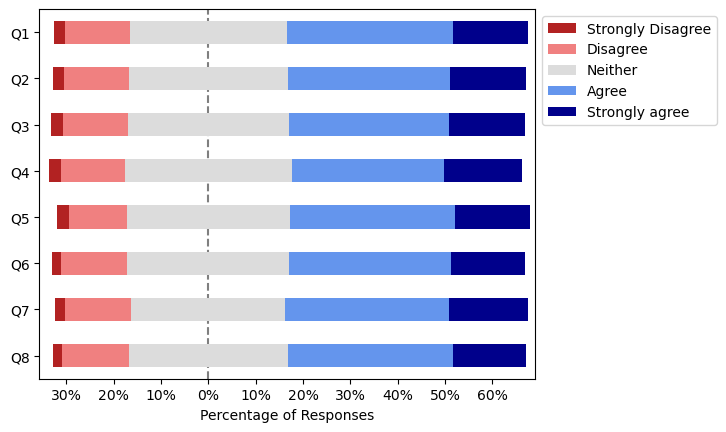 Q1
Q2
Q3
Q4
Q5
Q6
Q7
Q8
30% 20% 10% 0% 10% 20% 30% 40% 50% 60%
Percentage of Responses
Strongly Disagree
Disagree
Neither
Agree
Strongly agree